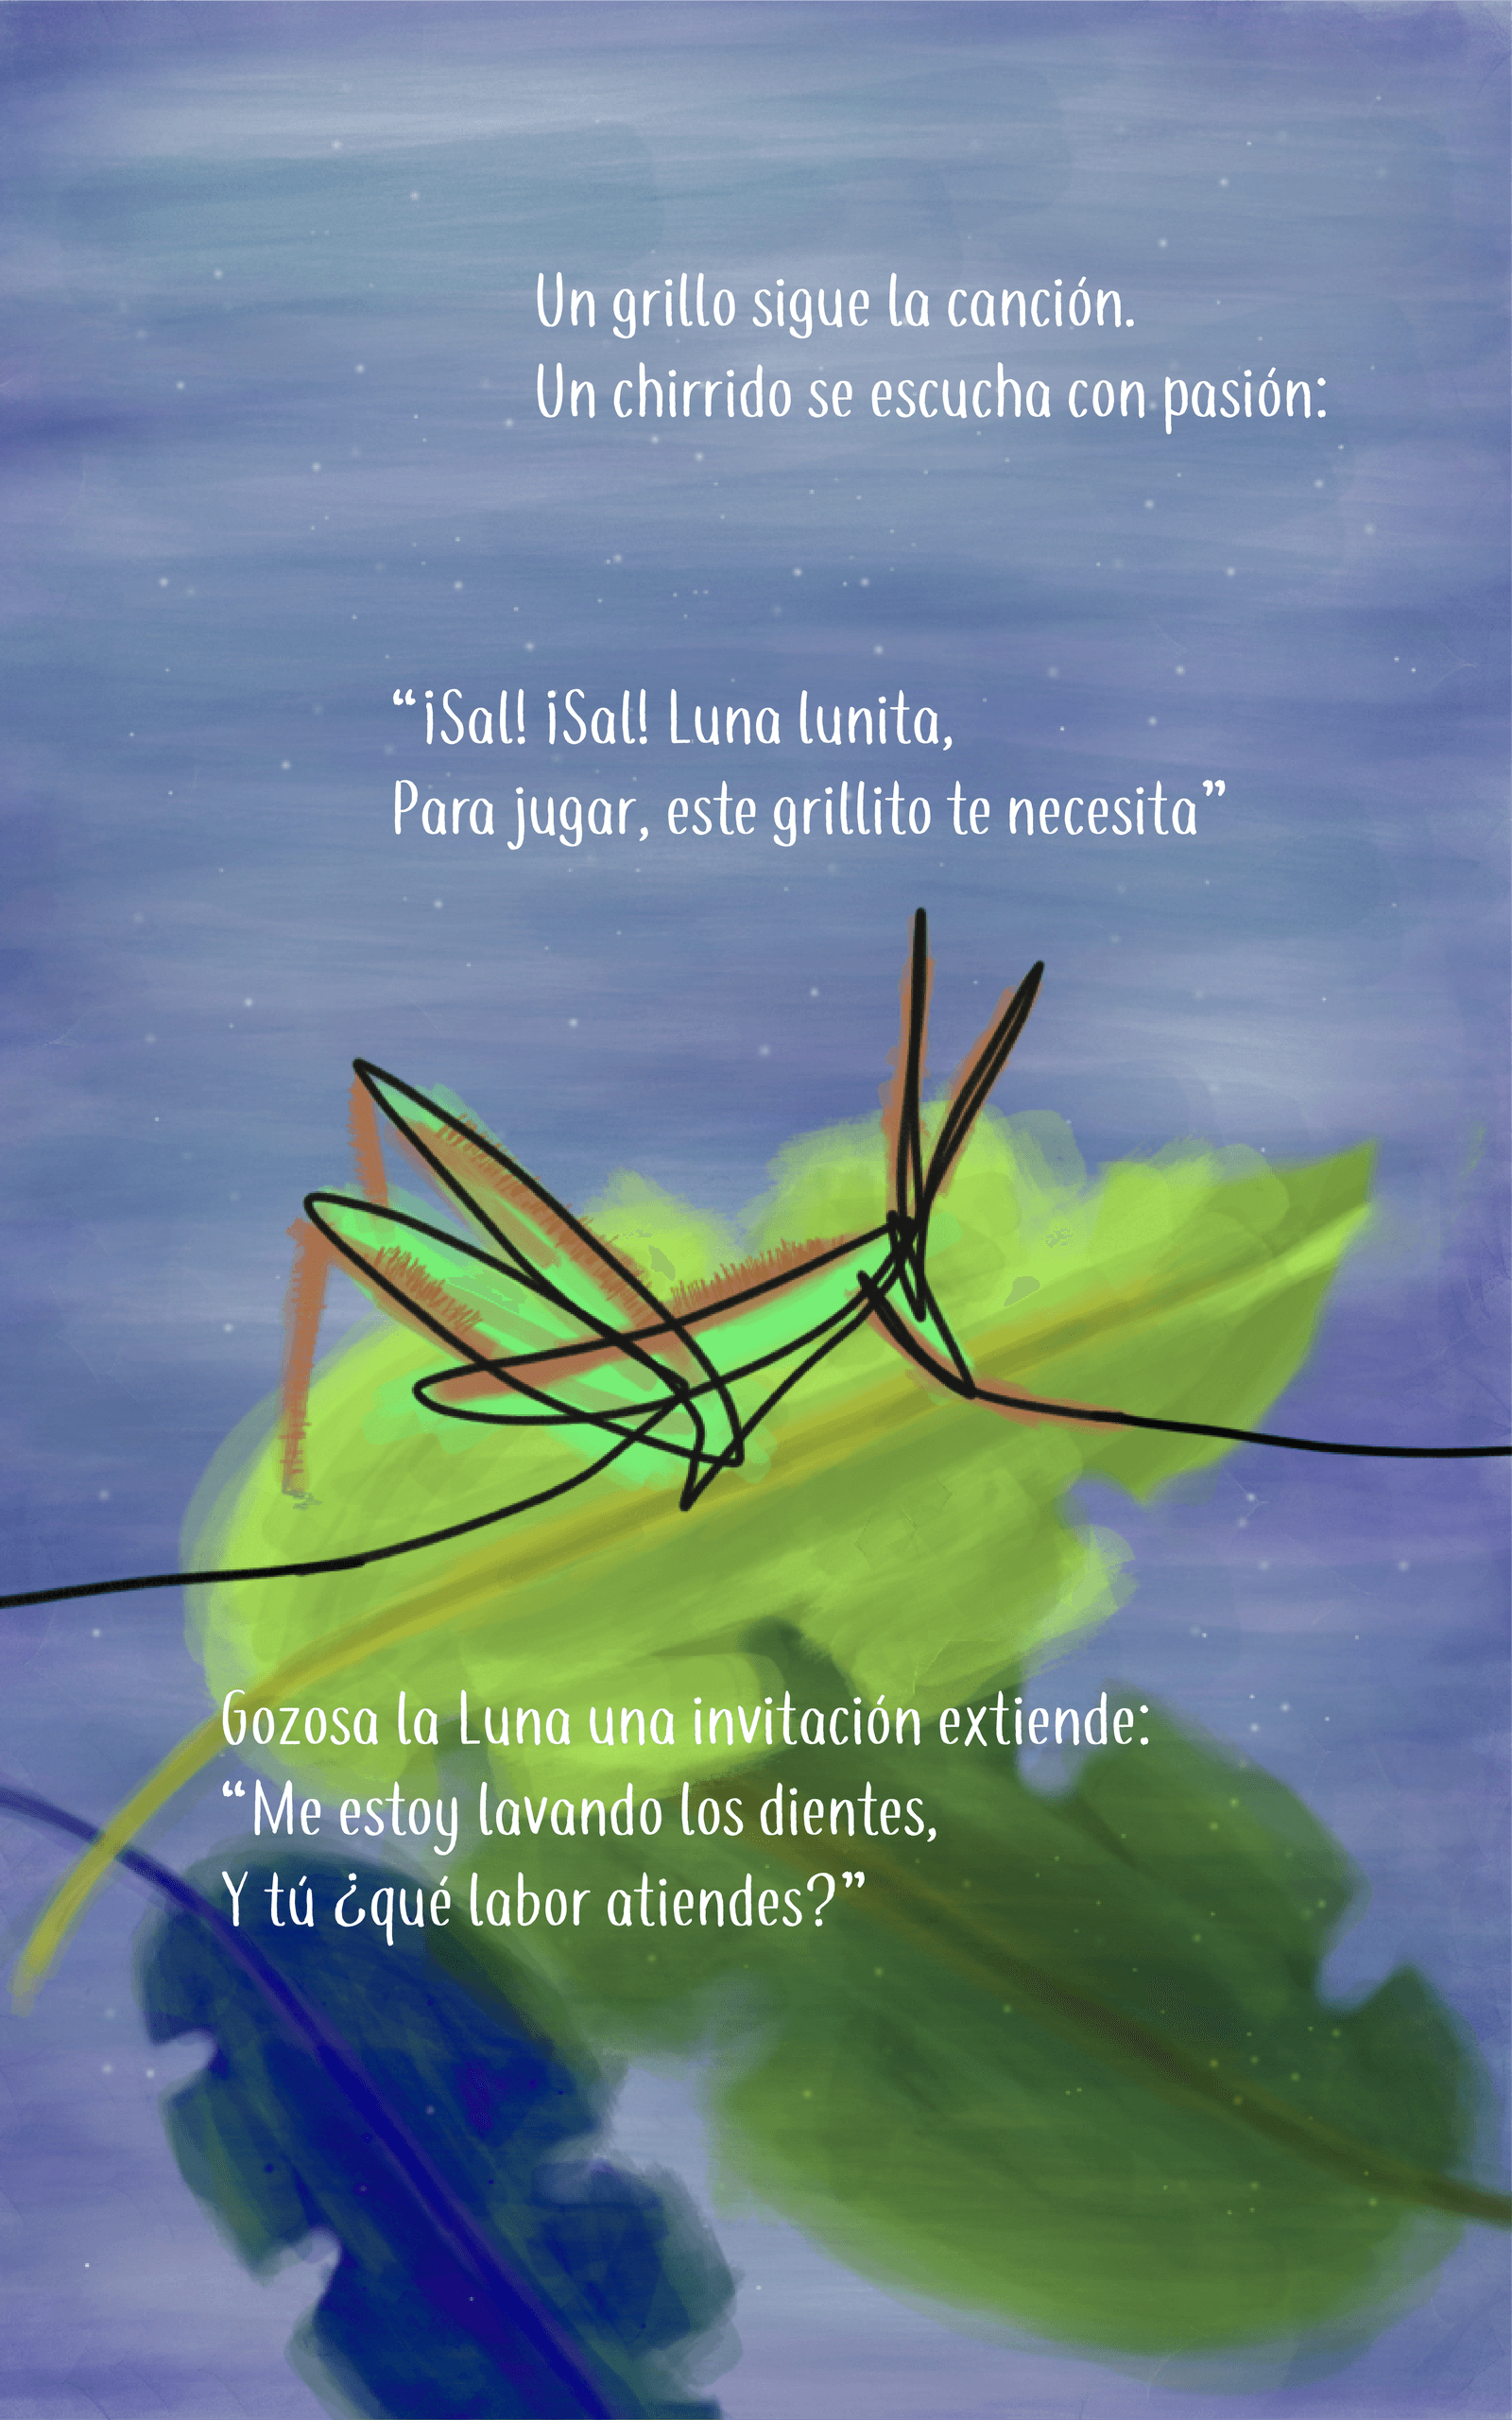 Un grillo sigue la canción.
Un chirrido se escucha con pasión:
“¡Sal! ¡Sal! Luna lunita,
Para jugar, este grillito te necesita”
Gozosa la Luna una invitación extiende:
“Me estoy lavando los dientes,
Y tú ¿qué labor atiendes?”